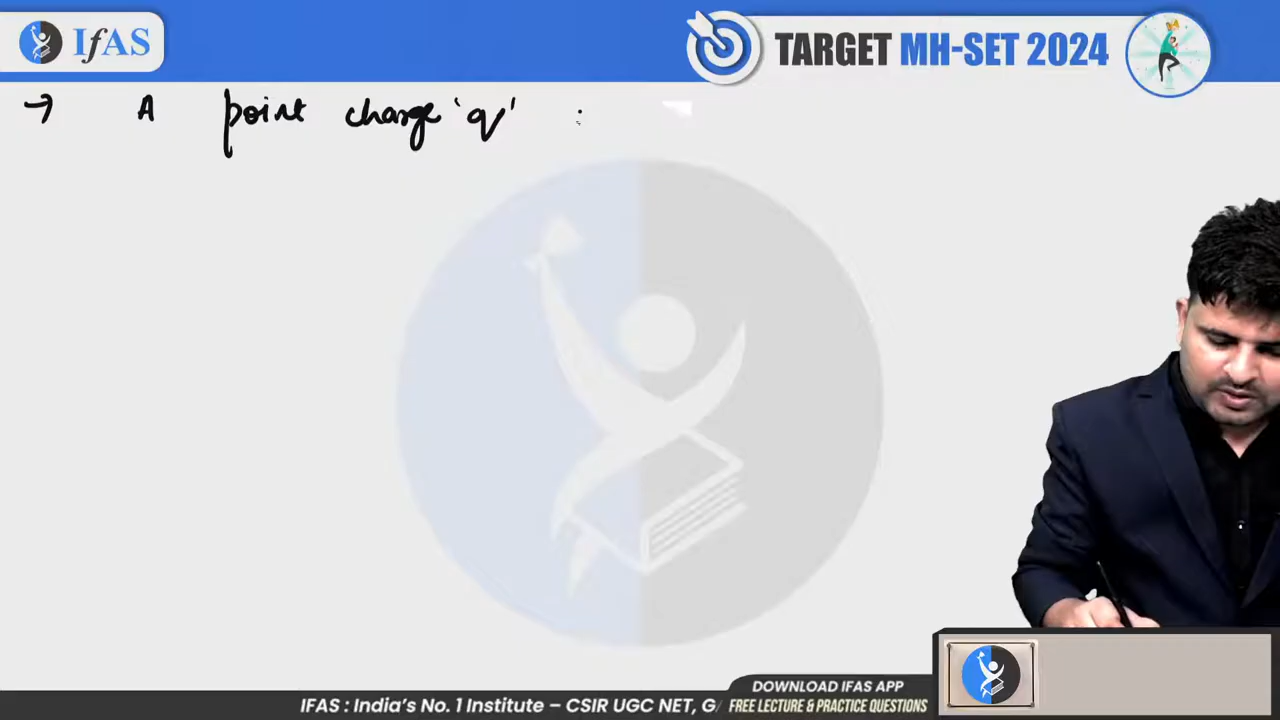 IfAS
TARGET MH-SET 2024
→ A point charge 'q' :
DOWNLOAD IFAS APP
IFAS : India's No. 1 Institute – CSIR UGC NET, G
FREE LECTURE & PRACTICE QUESTIONS